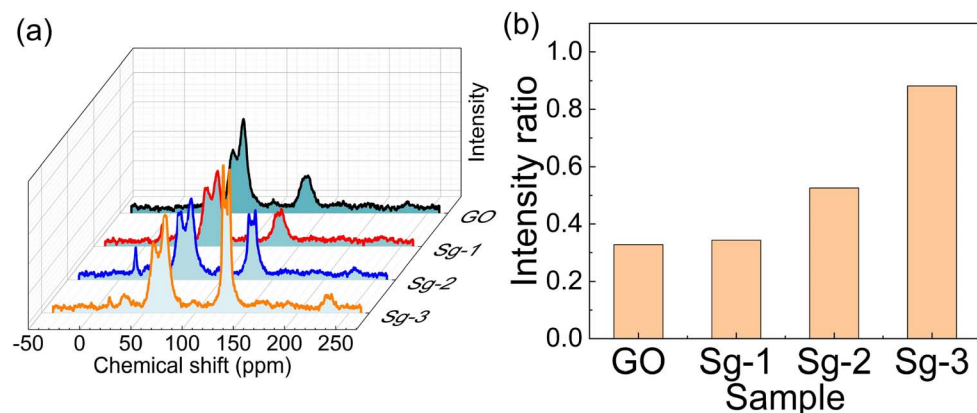 (a)
Intensity
GO
Sg-1
Sg-2
Sg-3
-50 0 50 100 150 200 250
Chemical shift (ppm)
(b)
Intensity ratio
1.0
0.8
0.6
0.4
0.2
0.0
GO Sg-1 Sg-2 Sg-3
Sample